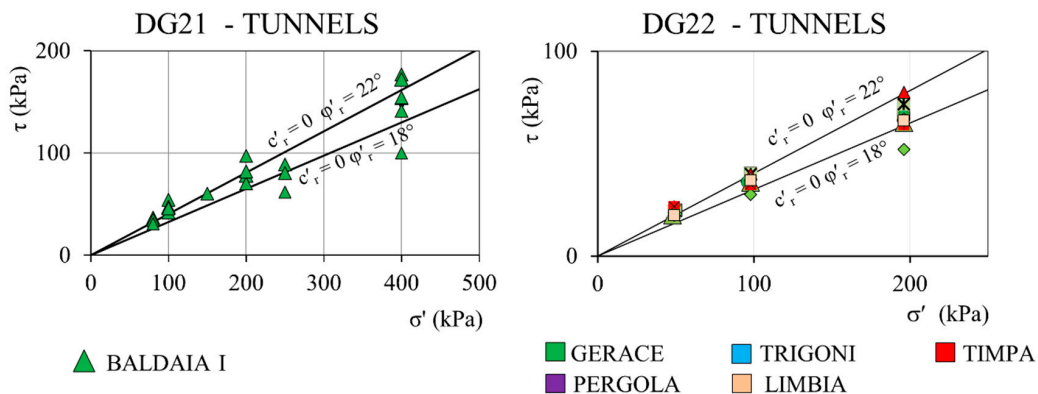 DG21 - TUNNELS
200
100
0
τ (kPa)
c'r = 0 φ'r = 22°
c'r = 0 φ'r = 18°
0 100 200 300 400 500
σ' (kPa)
BALDAIA I
DG22 - TUNNELS
100
0
τ (kPa)
c'r = 0 φ'r = 22°
c'r = 0 φ'r = 18°
0 100 200
σ' (kPa)
GERACE TRIGONI TIMPA
PERGOLA LIMBIA